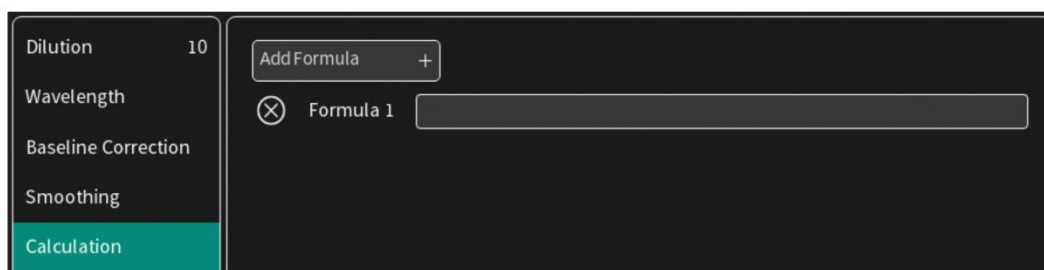 Dilution 10
Wavelength
Baseline Correction
Smoothing
Calculation
Add Formula +
Formula 1